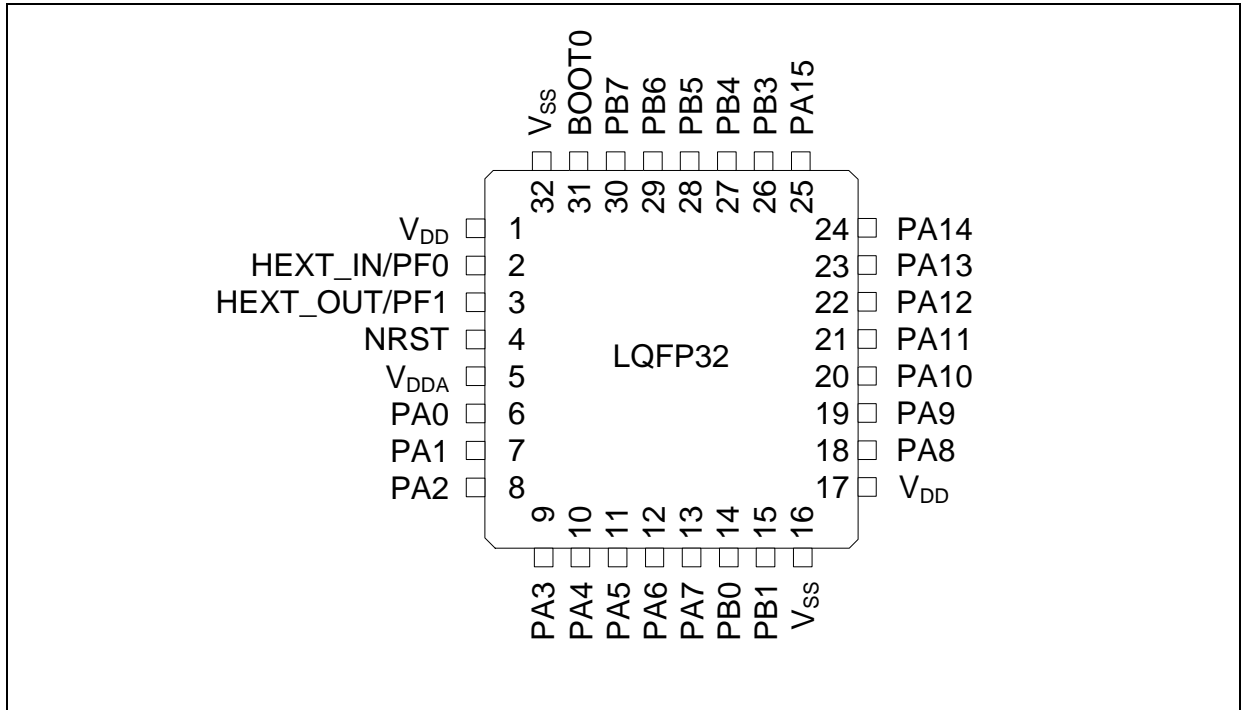 VSS
BOOT0
PB7
PB6
PB5
PB4
PB3
PA15
32
31
30
29
28
27
26
25
VDD 1
HEXT_IN/PF0 2
HEXT_OUT/PF1 3
NRST 4
VDDA 5
PA0 6
PA1 7
PA2 8
LQFP32
24 PA14
23 PA13
22 PA12
21 PA11
20 PA10
19 PA9
18 PA8
17 VDD
9
10
11
12
13
14
15
16
PA3
PA4
PA5
PA6
PA7
PB0
PB1
VSS